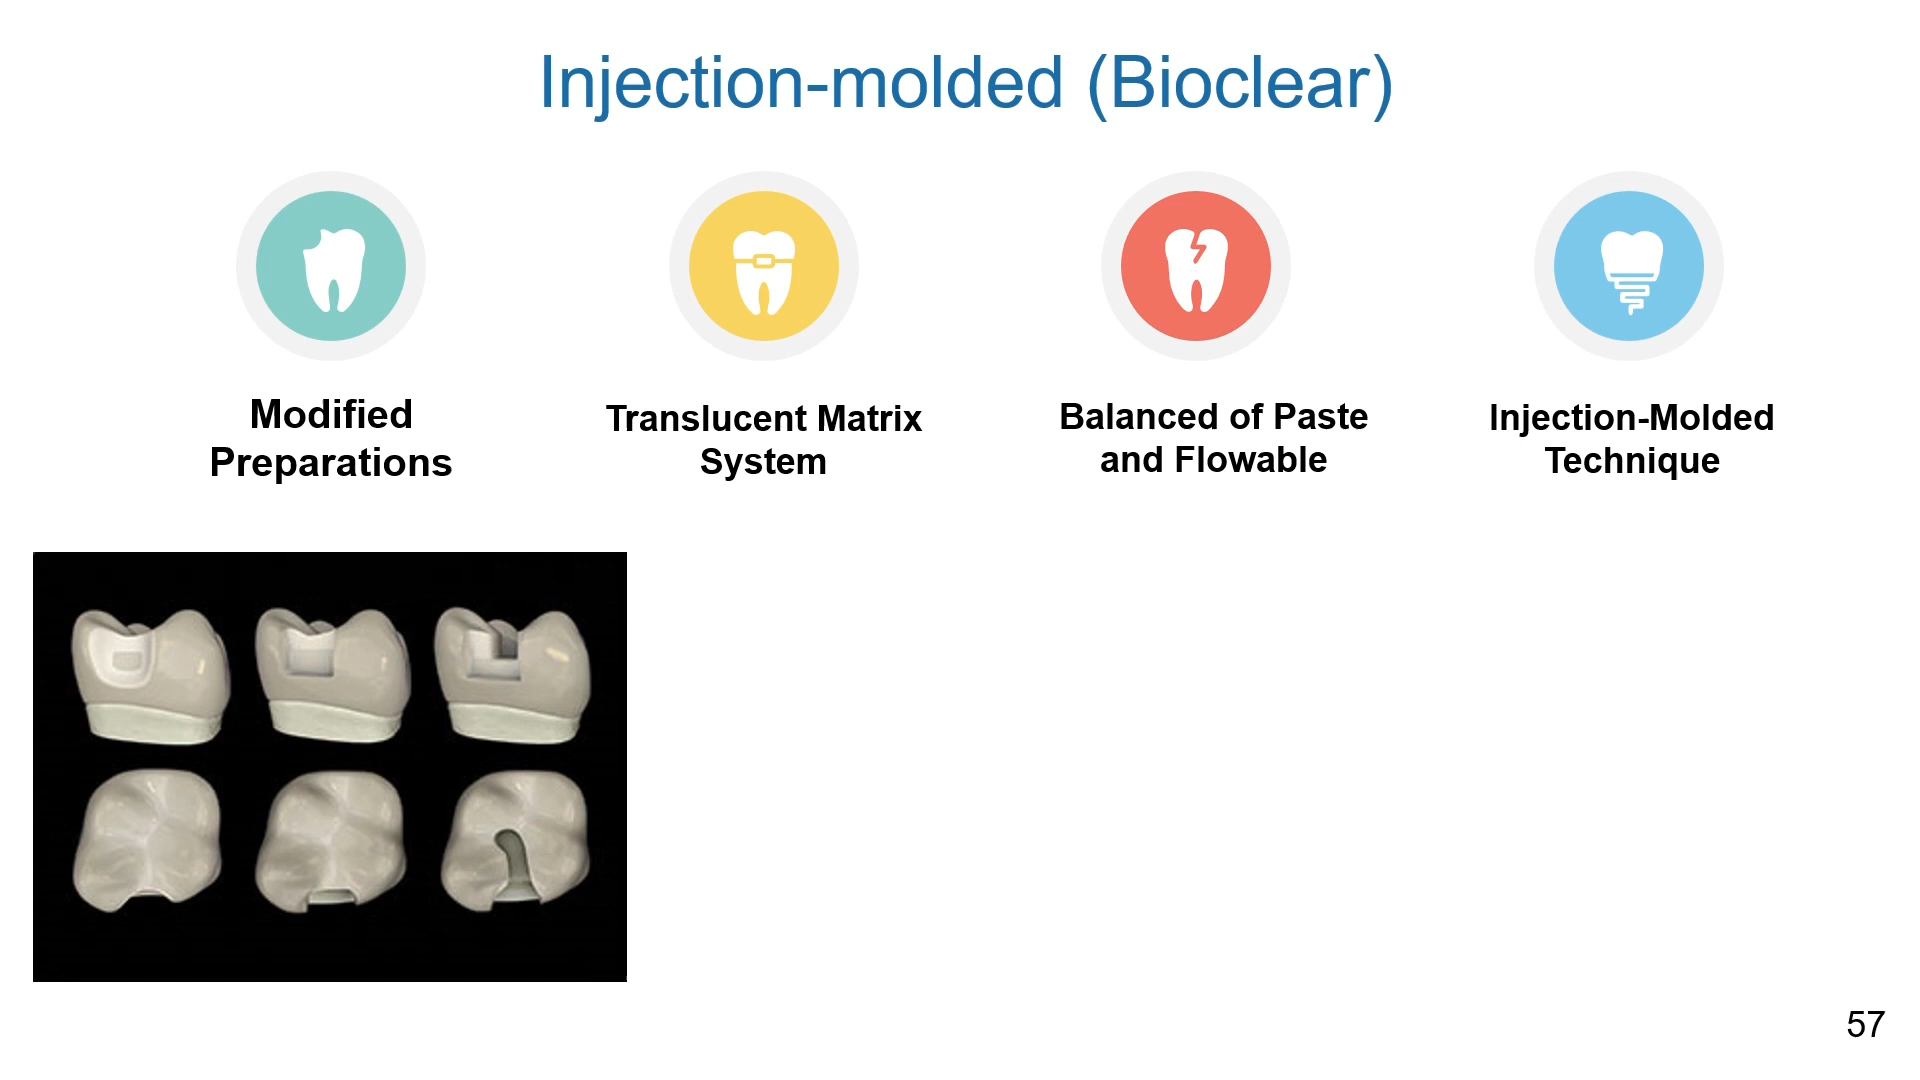 Injection-molded (Bioclear)
Modified
Preparations
Translucent Matrix
System
Balanced of Paste
and Flowable
Injection-Molded
Technique
57